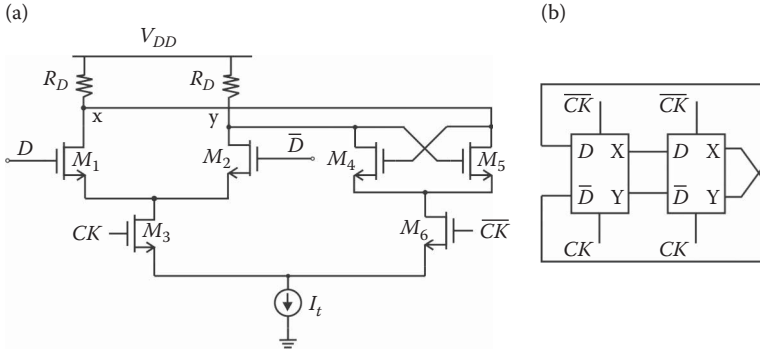 (a)
(b)
V_DD
R_D
R_D
x
y
D
M_1
M_2
D̅
M_4
M_5
CK
M_3
M_6
C̅K̅
I_t
C̅K̅
C̅K̅
D X
D X
D̅ Y
D̅ Y
CK
CK